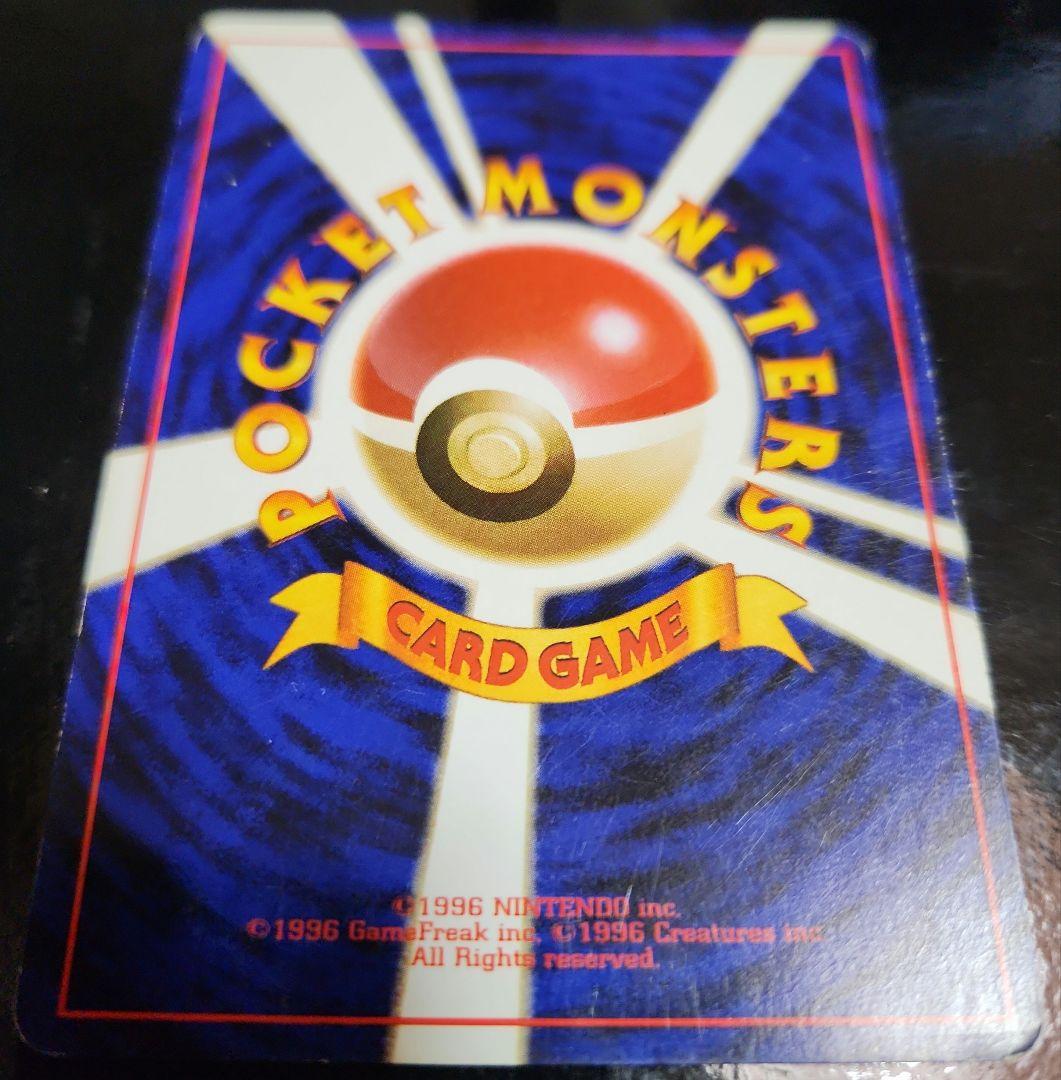 POCKET MONSTERS
CARD GAME
©1996 NINTENDO inc.
©1996 GameFreak inc. ©1996 Creatures inc.
All Rights reserved.